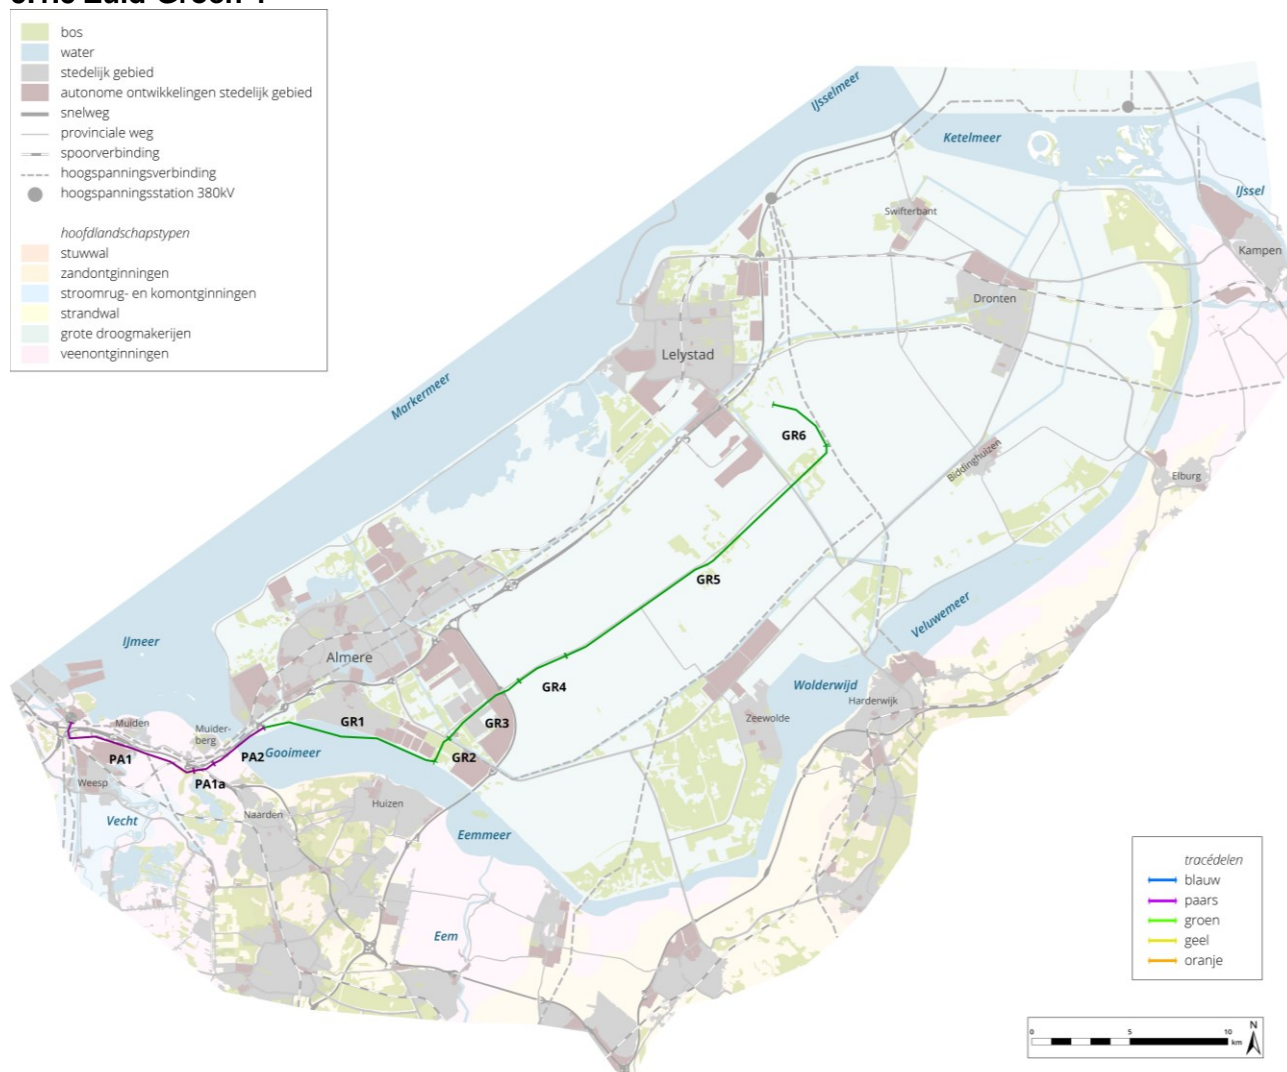 bos
water
stedelijk gebied
autonome ontwikkelingen stedelijk gebied
snelweg
provinciale weg
spoorverbinding
hoogspanningsverbinding
hoogspanningsstation 380kV
hoofdlandschapstypen
stuwwal
zandontginningen
stroomrug- en komontginningen
strandwal
grote droogmakerijen
veenontginningen
IJsselmeer
Ketelmeer
IJssel
Swifterbant
Kampen
Dronten
Lelystad
Markermeer
GR6
Biddinghuizen
Elburg
GR5
Veluwemeer
IJmeer
Almere
GR4
Wolderwijd
Harderwijk
Muiden
Muider-
berg
GR1
GR3
Zeewolde
PA1
PA2
Gooimeer
GR2
Weesp
PA1a
Huizen
Naarden
Vecht
Eemmeer
Eem
tracédelen
blauw
paars
groen
geel
oranje
0
5
10
km
N